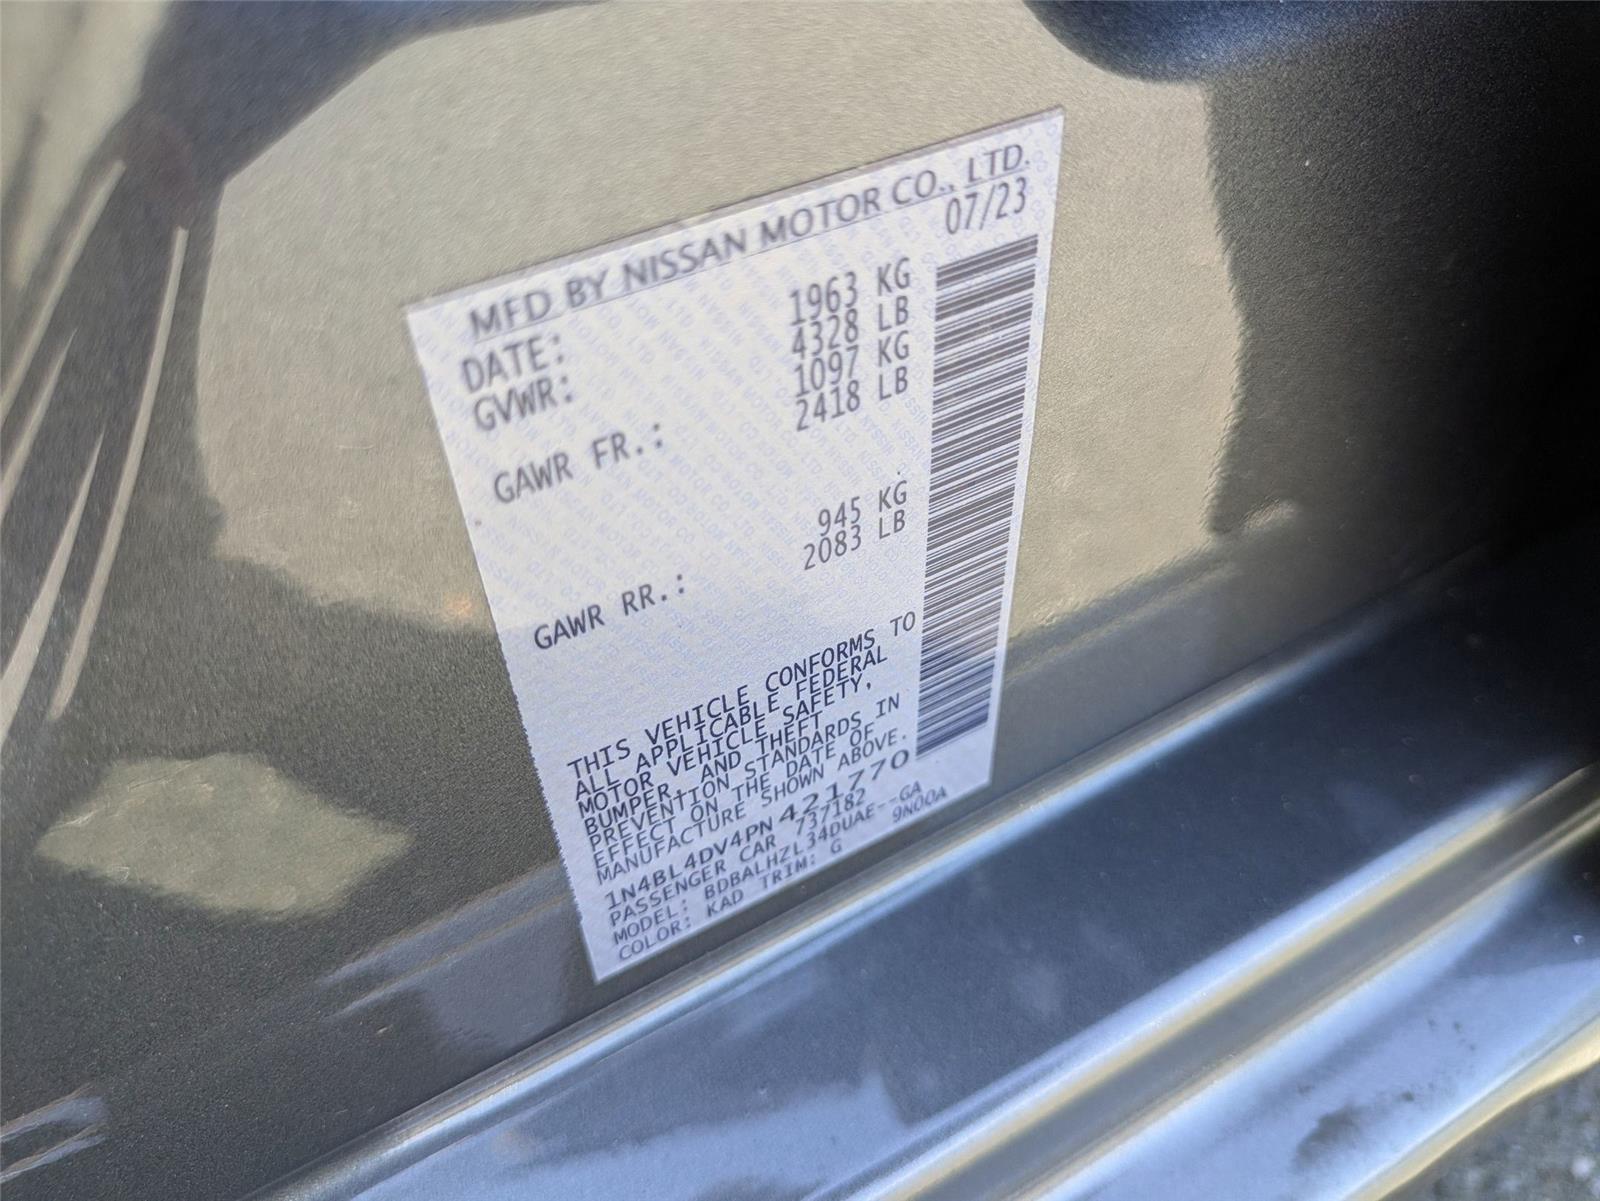 MFD BY NISSAN MOTOR CO., LTD.
DATE: 07/23
GVWR: 1963 KG
4328 LB
GAWR FR.: 1097 KG
2418 LB
GAWR RR.: 945 KG
2083 LB
THIS VEHICLE CONFORMS TO
ALL APPLICABLE FEDERAL
MOTOR VEHICLE SAFETY,
BUMPER, AND THEFT
PREVENTION STANDARDS IN
EFFECT ON THE DATE OF
MANUFACTURE SHOWN ABOVE.
1N4BL4DV4PN421770
PASSENGER CAR 737182
MODEL: BDBALHZL34DUAE--GA
COLOR: KAD TRIM: G 9N00A